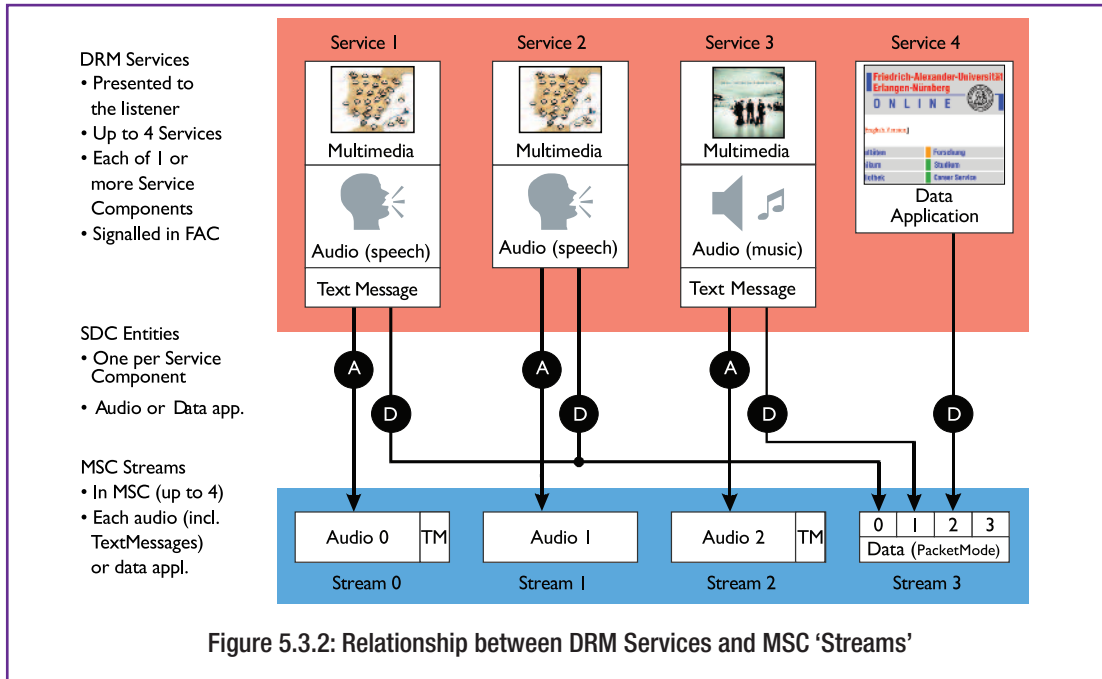 DRM Services
• Presented to
the listener
• Up to 4 Services
• Each of 1 or
more Service
Components
• Signalled in FAC
SDC Entities
• One per Service
Component
• Audio or Data app.
MSC Streams
• In MSC (up to 4)
• Each audio (incl.
TextMessages)
or data appl.
Service 1
Multimedia
Audio (speech)
Text Message
Service 2
Multimedia
Audio (speech)
Service 3
Multimedia
Audio (music)
Text Message
Service 4
Friedrich-Alexander-Universität
Erlangen-Nürnberg
ONLINE
Forschung
Studium
Career Service
Data
Application
A
D
A
D
A
D
D
Audio 0
TM
Stream 0
Audio 1
Stream 1
Audio 2
TM
Stream 2
0 1 2 3
Data (PacketMode)
Stream 3
Figure 5.3.2: Relationship between DRM Services and MSC ‘Streams’